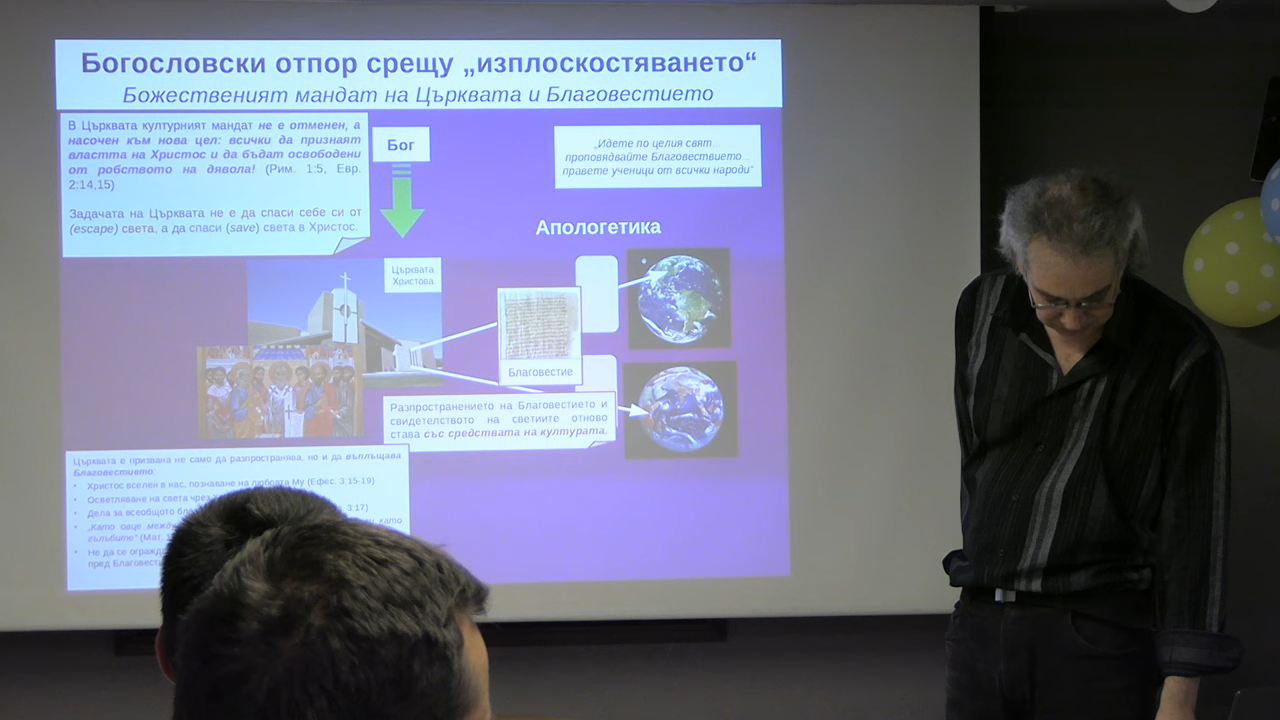 Богословски отпор срещу „изплоскостяването“
Божественият мандат на Църквата и Благовестието
В Църквата културният мандат не е отменен, а
насочен към нова цел: всички да признаят
властта на Христос и да бъдат освободени
от робството на дявола! (Рим. 1:5, Евр.
2:14,15)
Задачата на Църквата не е да спаси себе си от
(escape) света, а да спаси (save) света в Христос.
Бог
„Идете по целия свят...
проповядвайте Благовествието...
правете ученици от всички народи“
Апологетика
Църквата
Христова
Благовестие
Разпространението на Благовестието и
свидетелството на светиите отново
става със средствата на културата.
Църквата е призвана не само да разпространява, но и да въплъщава
Благовестието:
• Христос вселен в нас, познаване на любовта Му (Ефес. 3:15-19)
• Осветляване на света чрез
• Дела за всеобщото 3:17)
• „Като овце като
гълъбите“ (Мат.
• Не да се
пред